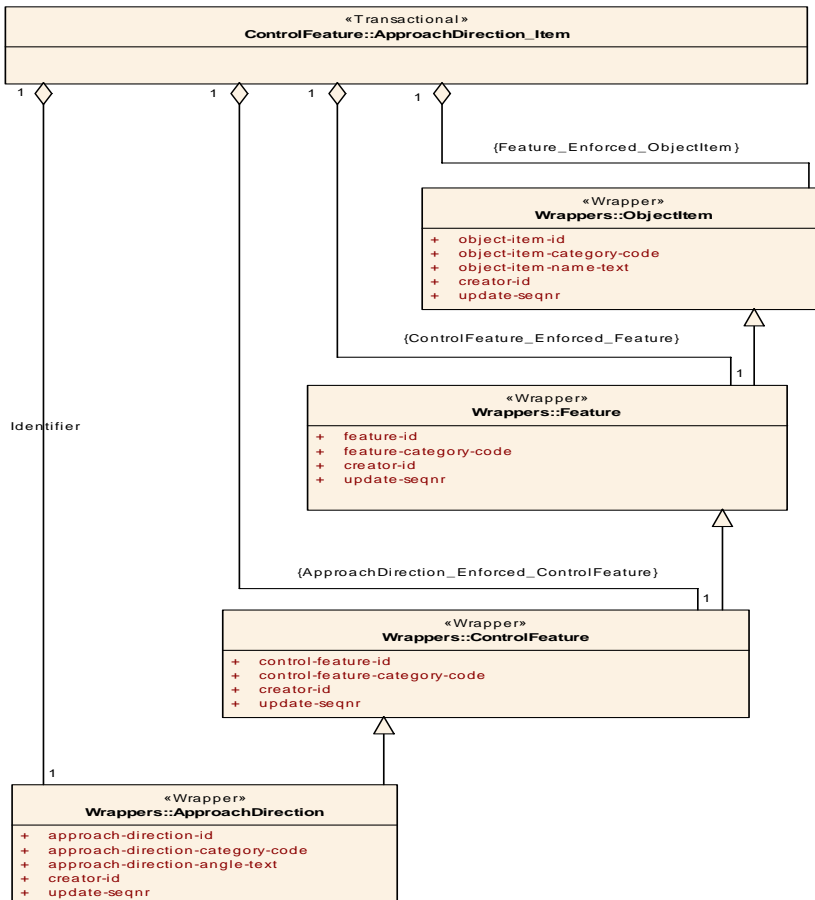 «Transactional»
ControlFeature::ApproachDirection_Item
1
1
1
1
{Feature_Enforced_ObjectItem}
«Wrapper»
Wrappers::ObjectItem
+ object-item-id
+ object-item-category-code
+ object-item-name-text
+ creator-id
+ update-seqnr
{ControlFeature_Enforced_Feature}
1
«Wrapper»
Wrappers::Feature
+ feature-id
+ feature-category-code
+ creator-id
+ update-seqnr
Identifier
{ApproachDirection_Enforced_ControlFeature}
1
«Wrapper»
Wrappers::ControlFeature
+ control-feature-id
+ control-feature-category-code
+ creator-id
+ update-seqnr
1
«Wrapper»
Wrappers::ApproachDirection
+ approach-direction-id
+ approach-direction-category-code
+ approach-direction-angle-text
+ creator-id
+ update-seqnr